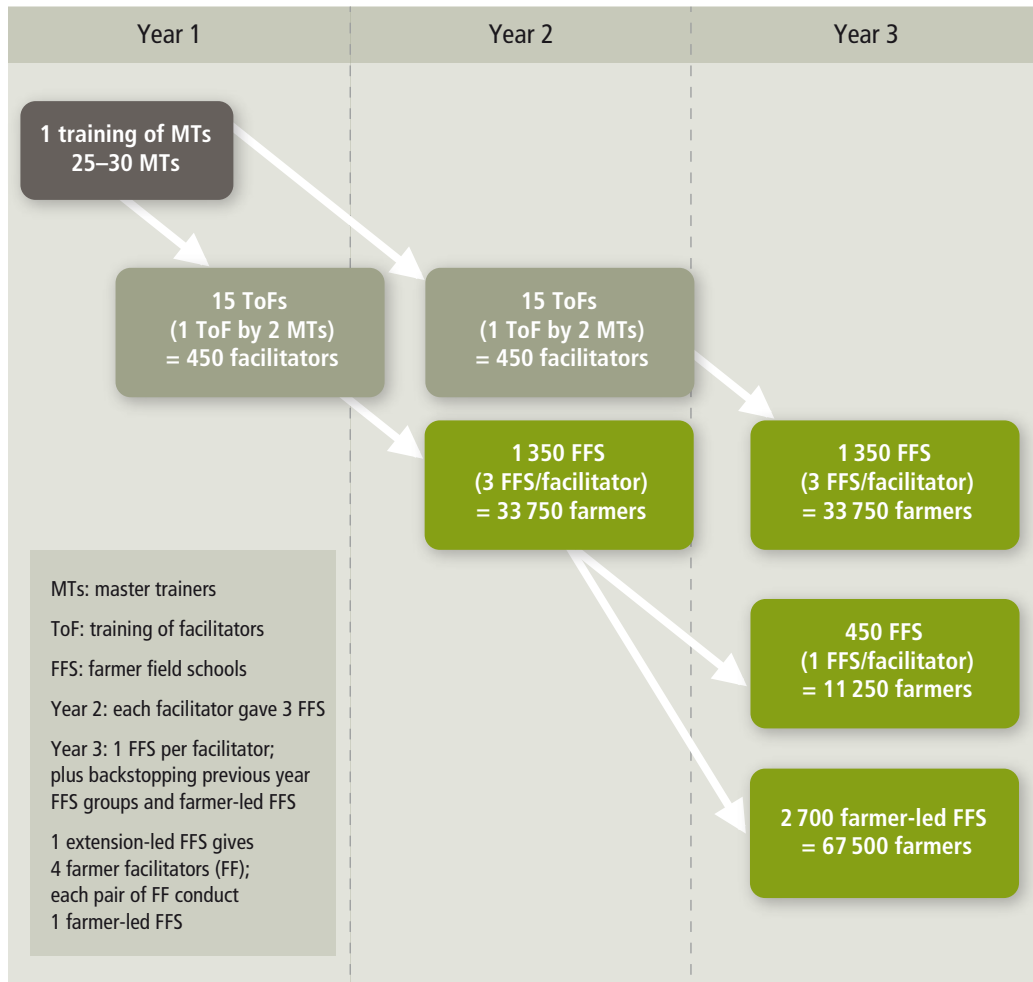 Year 1
Year 2
Year 3
1 training of MTs
25–30 MTs
15 ToFs
(1 ToF by 2 MTs)
= 450 facilitators
15 ToFs
(1 ToF by 2 MTs)
= 450 facilitators
1 350 FFS
(3 FFS/facilitator)
= 33 750 farmers
1 350 FFS
(3 FFS/facilitator)
= 33 750 farmers
MTs: master trainers
ToF: training of facilitators
FFS: farmer field schools
Year 2: each facilitator gave 3 FFS
Year 3: 1 FFS per facilitator;
plus backstopping previous year
FFS groups and farmer-led FFS
1 extension-led FFS gives
4 farmer facilitators (FF);
each pair of FF conduct
1 farmer-led FFS
450 FFS
(1 FFS/facilitator)
= 11 250 farmers
2 700 farmer-led FFS
= 67 500 farmers